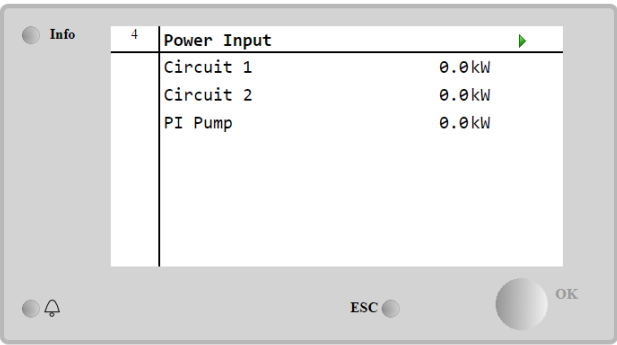 Info
4 Power Input
Circuit 1 0.0kW
Circuit 2 0.0kW
PI Pump 0.0kW
ESC
OK